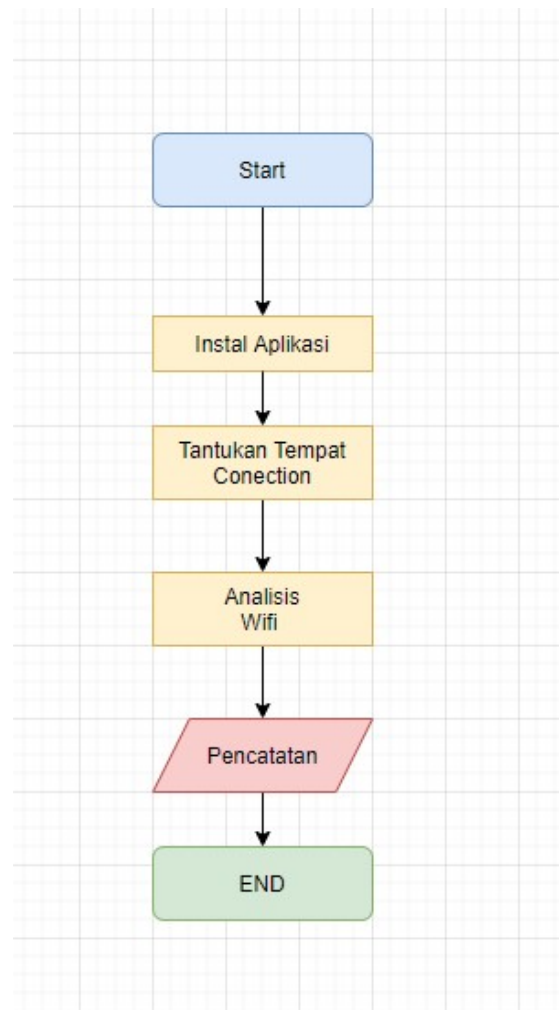 Start
Instal Aplikasi
Tantukan Tempat
Conection
Analisis
Wifi
Pencatatan
END